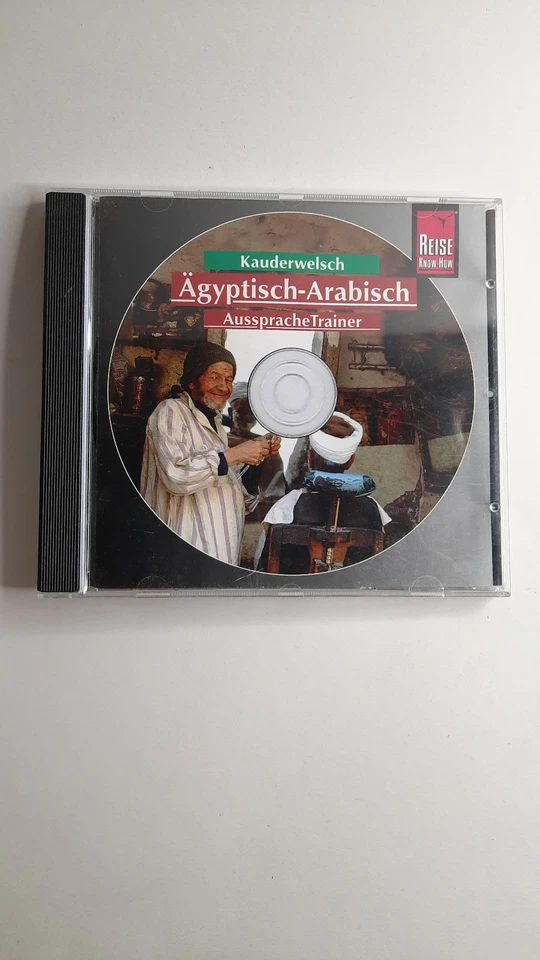 Kauderwelsch
Ägyptisch-Arabisch
AusspracheTrainer
REISE
KNOW-HOW